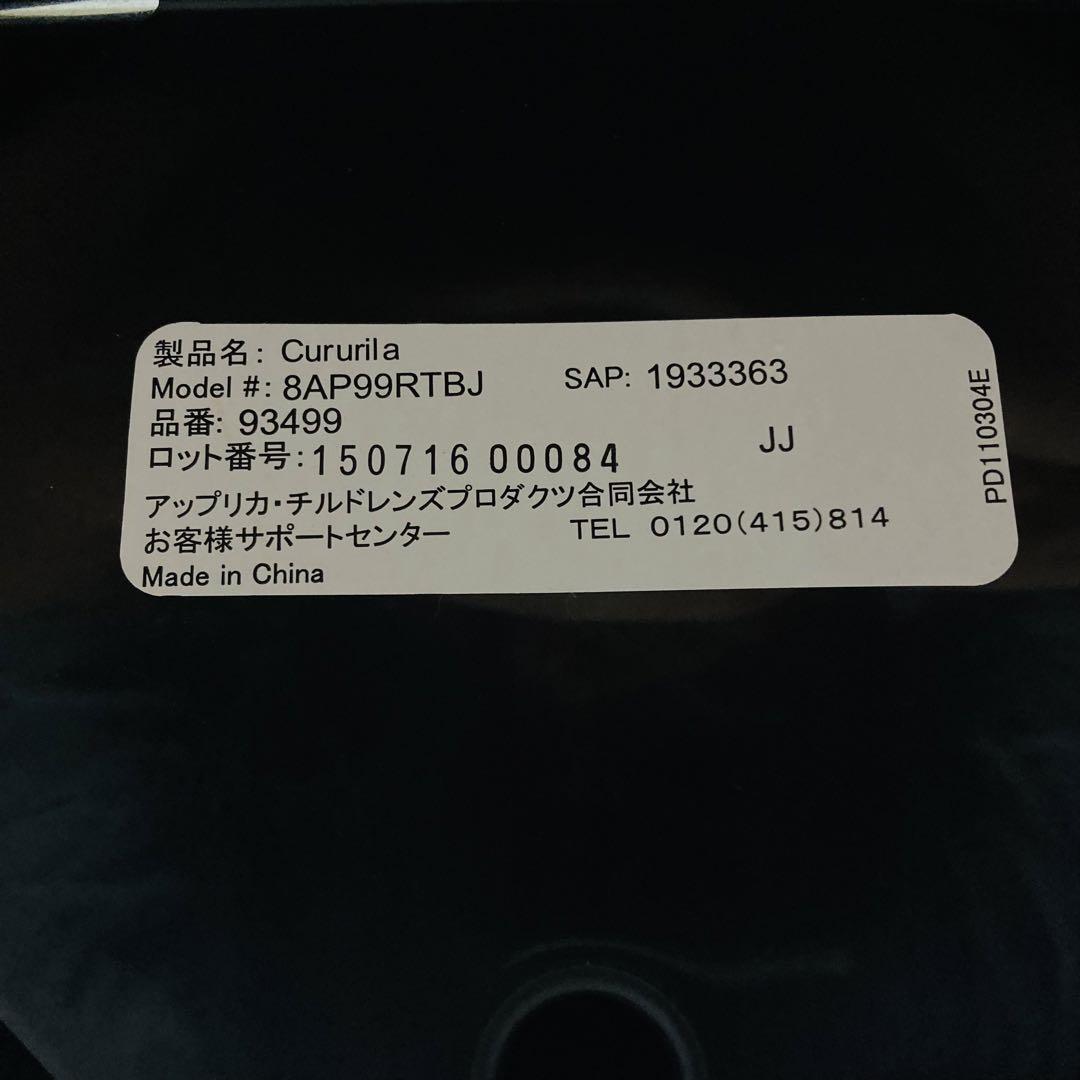 製品名: Cururila
Model #: 8AP99RTBJ SAP: 1933363
品番: 93499
ロット番号:150716 00084 JJ
アップリカ・チルドレンズプロダクツ合同会社
お客様サポートセンター TEL 0120(415)814
Made in China
PD110304E